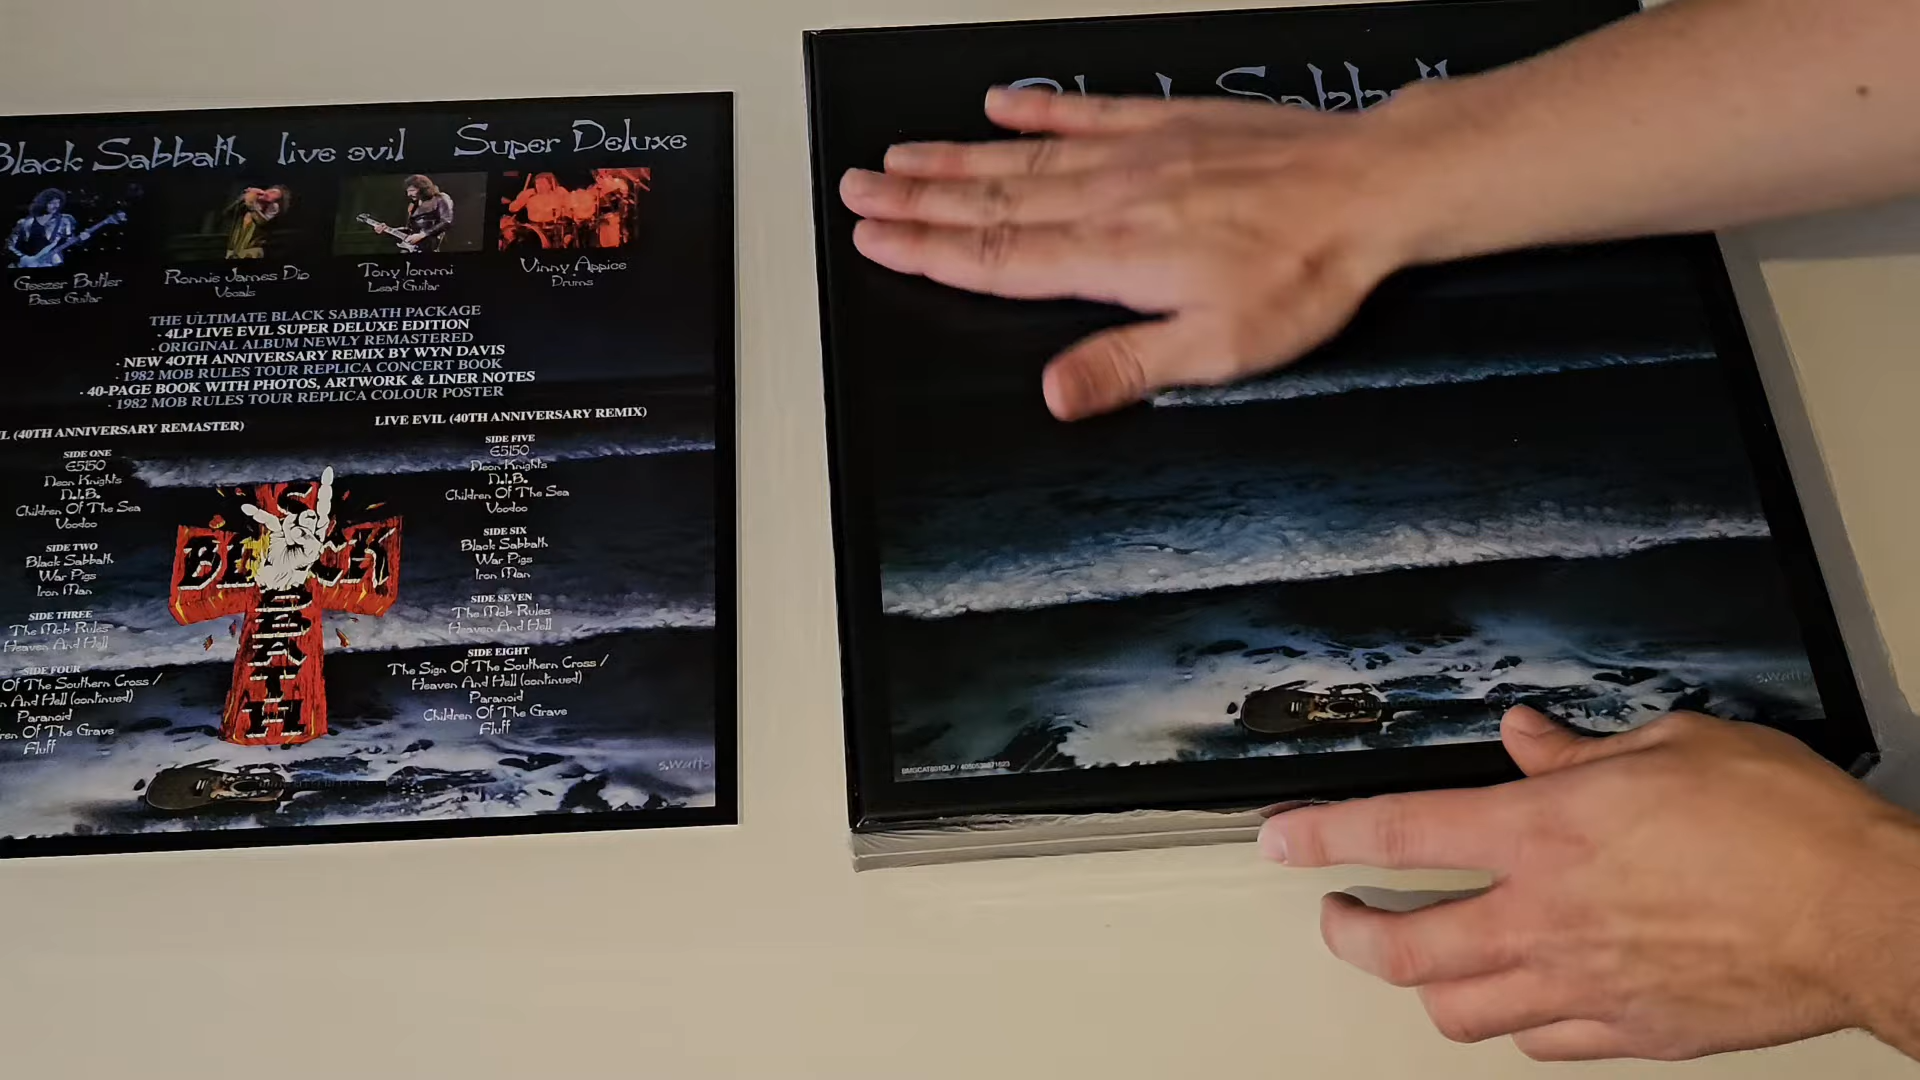 Black Sabbath live evil Super Deluxe
Geezer Butler
Bass Guitar
Ronnie James Dio
Vocals
Tony Iommi
Lead Guitar
Vinny Appice
Drums
THE ULTIMATE BLACK SABBATH PACKAGE
· 4LP LIVE EVIL SUPER DELUXE EDITION
· ORIGINAL ALBUM NEWLY REMASTERED
· NEW 40TH ANNIVERSARY REMIX BY WYN DAVIS
· 1982 MOB RULES TOUR REPLICA CONCERT BOOK
· 40-PAGE BOOK WITH PHOTOS, ARTWORK & LINER NOTES
· 1982 MOB RULES TOUR REPLICA COLOUR POSTER
(40TH ANNIVERSARY REMASTER)
SIDE ONE
E5150
Neon Knights
N.I.B.
Children Of The Sea
Voodoo
SIDE TWO
Black Sabbath
War Pigs
Iron Man
SIDE THREE
The Mob Rules
Heaven And Hell
SIDE FOUR
Of The Southern Cross /
And Hell (continued)
Paranoid
Of The Grave
Fluff
LIVE EVIL (40TH ANNIVERSARY REMIX)
SIDE FIVE
E5150
Neon Knights
N.I.B.
Children Of The Sea
Voodoo
SIDE SIX
Black Sabbath
War Pigs
Iron Man
SIDE SEVEN
The Mob Rules
Heaven And Hell
SIDE EIGHT
The Sign Of The Southern Cross /
Heaven And Hell (continued)
Paranoid
Children Of The Grave
Fluff
S.Watts
Black Sabbath
S.Watts